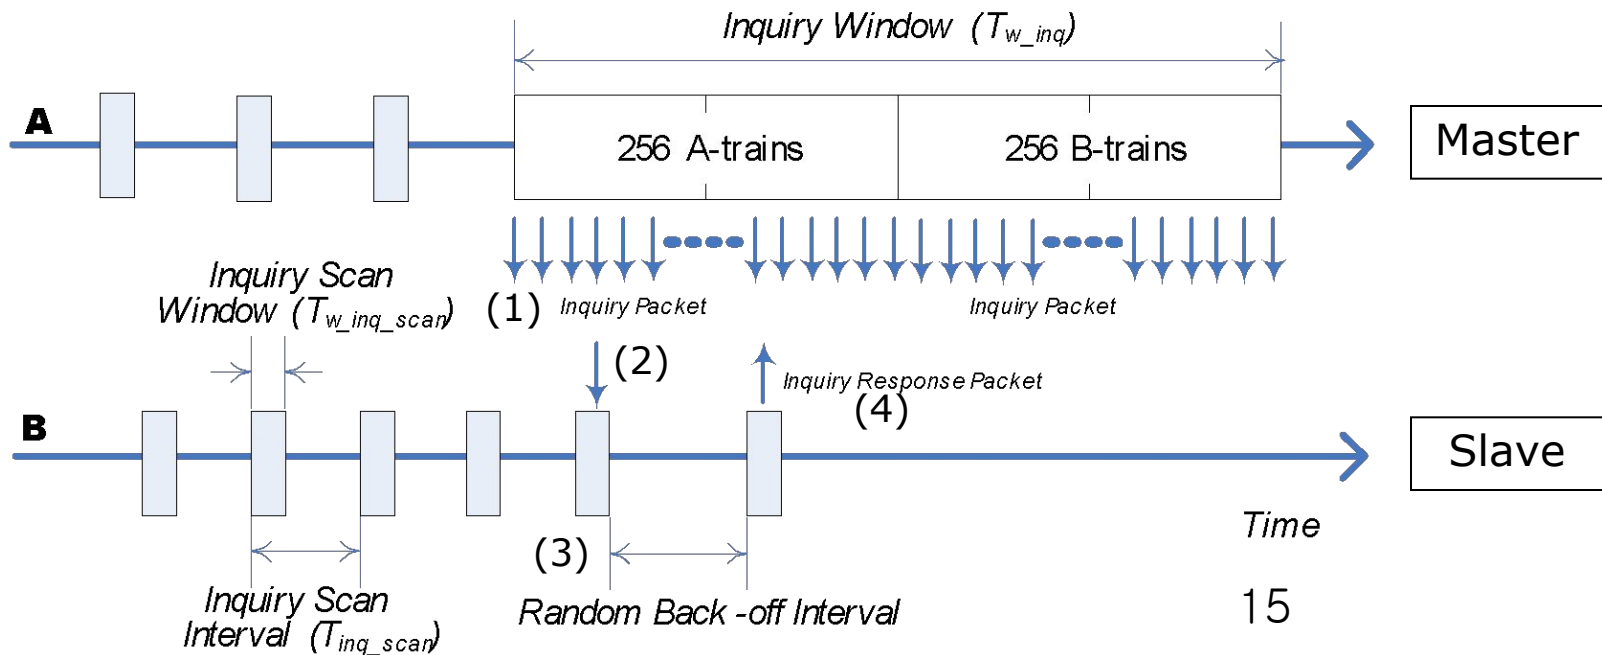 Inquiry Window (Tw_inq)
A
256 A-trains
256 B-trains
Master
Inquiry Scan
Window (Tw_inq_scan)
(1)
Inquiry Packet
Inquiry Packet
(2)
Inquiry Response Packet
(4)
B
Slave
Time
(3)
Inquiry Scan
Interval (Tinq_scan)
Random Back -off Interval
15